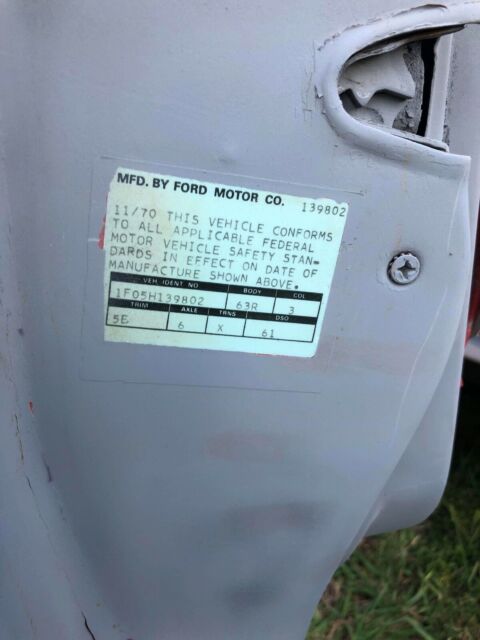 MFD. BY FORD MOTOR CO. 139802
11/70 THIS VEHICLE CONFORMS
TO ALL APPLICABLE FEDERAL
MOTOR VEHICLE SAFETY STAN-
DARDS IN EFFECT ON DATE OF
MANUFACTURE SHOWN ABOVE.
VEH. IDENT NO BODY COL
1F05H139802 63R 3
TRIM AXLE TRNS DSO
5E 6 X 61